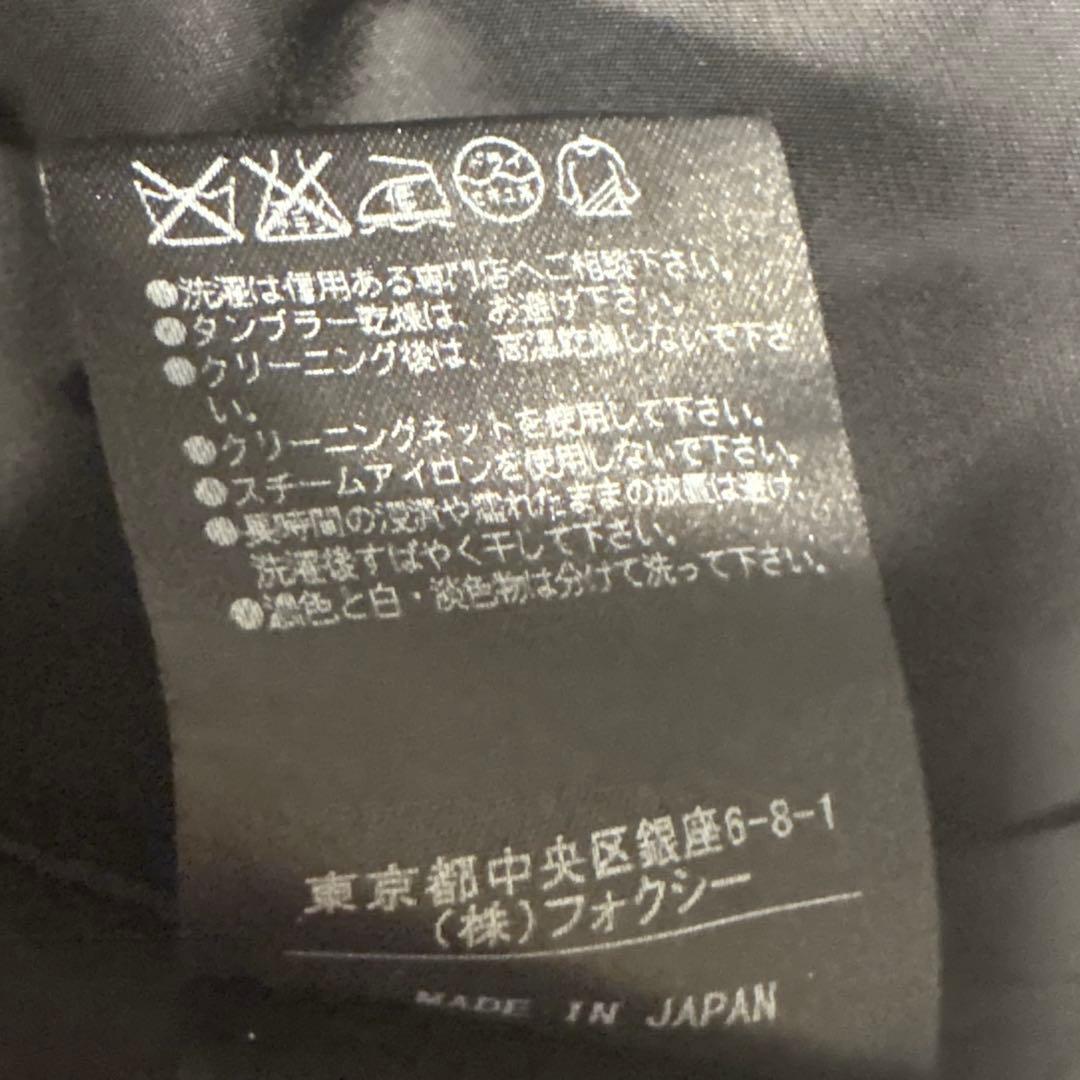 ドライ
セキユ系
●洗濯は信用ある専門店へご相談下さい。
●タンブラー乾燥は、お避け下さい。
●クリーニング後は、高温乾燥しないで下さ
い。
●クリーニングネットを使用して下さい。
●スチームアイロンを使用しないで下さい。
●長時間の浸漬や濡れたままの放置は避け、
洗濯後すばやく干して下さい。
●濃色と白・淡色物は分けて洗って下さい。
東京都中央区銀座6-8-1
(株)フォクシー
MADE IN JAPAN